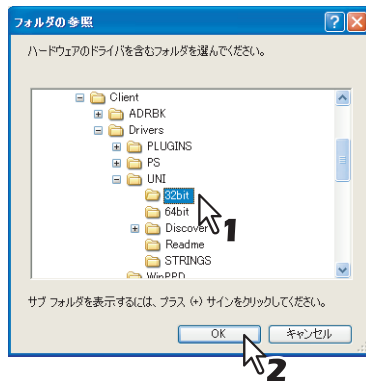 フォルダの参照
ハードウェアのドライバを含むフォルダを選んでください。
Client
ADRBK
Drivers
PLUGINS
PS
UNI
32bit
64bit
Discover
Readme
STRINGS
WinPPD
サブ フォルダを表示するには、プラス (+) サインをクリックしてください。
OK キャンセル
1
2